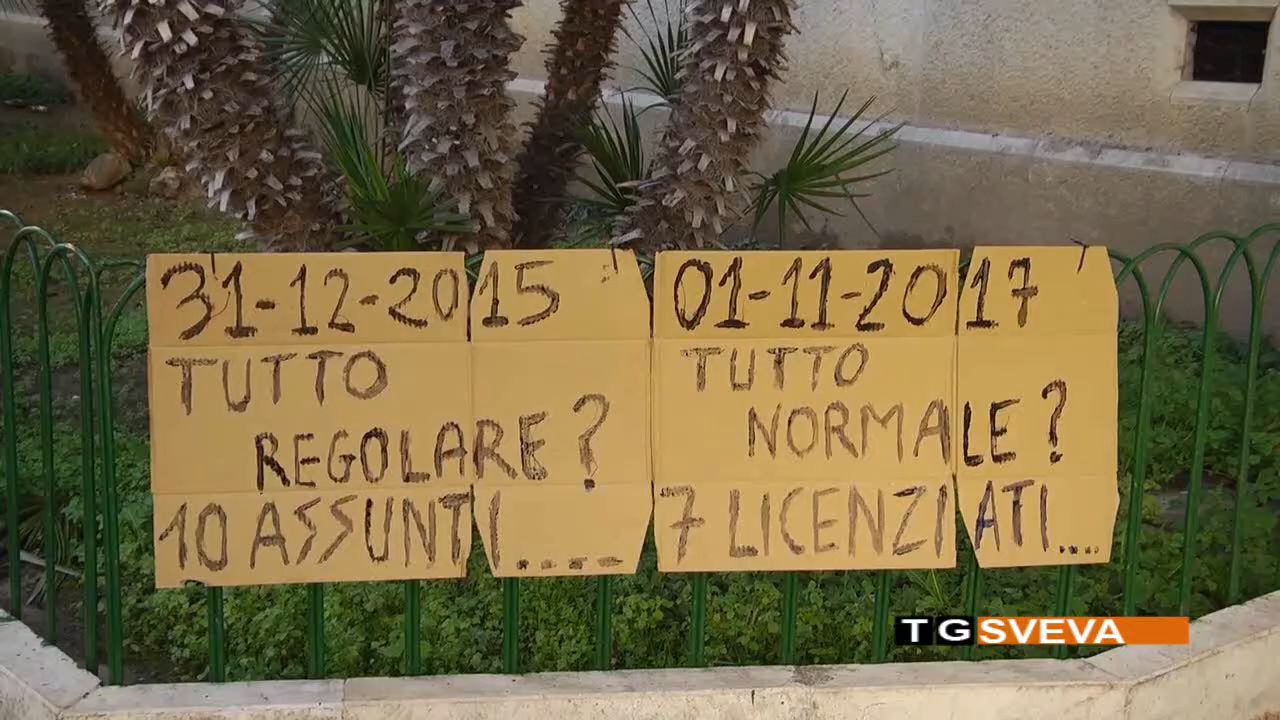 31-12-2015
TUTTO
REGOLARE?
10 ASSUNTI.....
01-11-2017
TUTTO
NORMALE?
7 LICENZIATI....
TGSVEVA